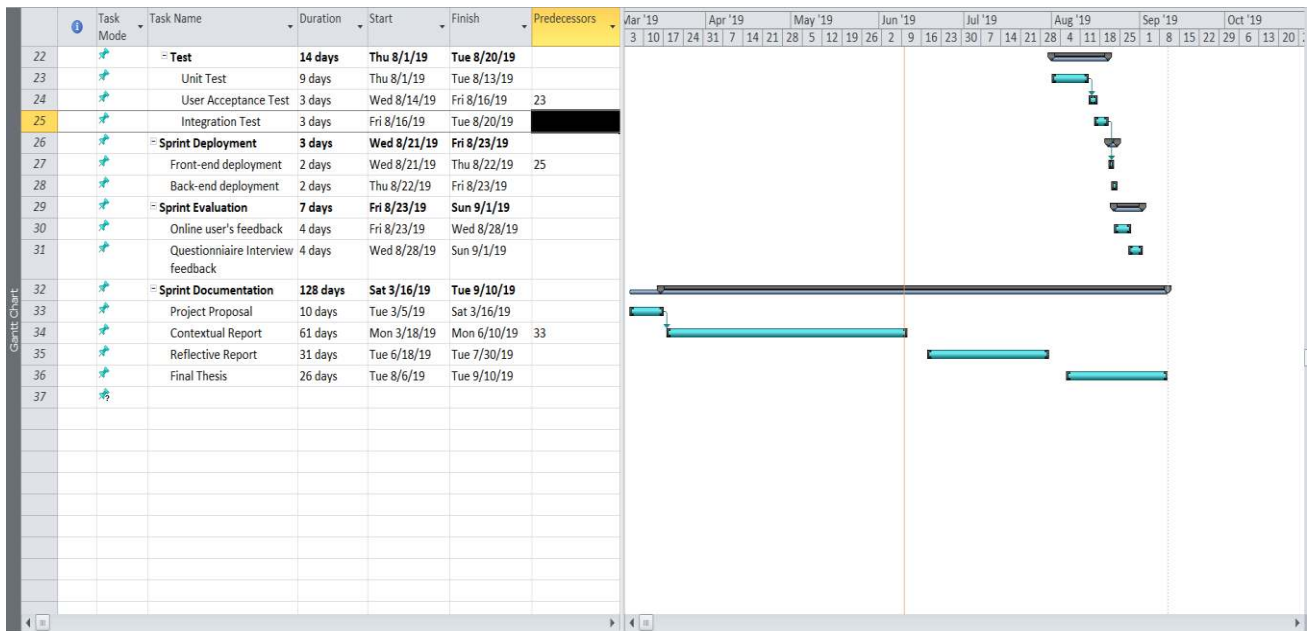 Task Mode Task Name Duration Start Finish Predecessors
Mar '19 Apr '19 May '19 Jun '19 Jul '19 Aug '19 Sep '19 Oct '19
3 10 17 24 31 7 14 21 28 5 12 19 26 2 9 16 23 30 7 14 21 28 4 11 18 25 1 8 15 22 29 6 13 20
22 Test 14 days Thu 8/1/19 Tue 8/20/19
23 Unit Test 9 days Thu 8/1/19 Tue 8/13/19
24 User Acceptance Test 3 days Wed 8/14/19 Fri 8/16/19 23
25 Integration Test 3 days Fri 8/16/19 Tue 8/20/19
26 Sprint Deployment 3 days Wed 8/21/19 Fri 8/23/19
27 Front-end deployment 2 days Wed 8/21/19 Thu 8/22/19 25
28 Back-end deployment 2 days Thu 8/22/19 Fri 8/23/19
29 Sprint Evaluation 7 days Fri 8/23/19 Sun 9/1/19
30 Online user's feedback 4 days Fri 8/23/19 Wed 8/28/19
31 Questionniaire Interview 4 days Wed 8/28/19 Sun 9/1/19
feedback
32 Sprint Documentation 128 days Sat 3/16/19 Tue 9/10/19
33 Project Proposal 10 days Tue 3/5/19 Sat 3/16/19
34 Contextual Report 61 days Mon 3/18/19 Mon 6/10/19 33
35 Reflective Report 31 days Tue 6/18/19 Tue 7/30/19
36 Final Thesis 26 days Tue 8/6/19 Tue 9/10/19
37
Gantt Chart